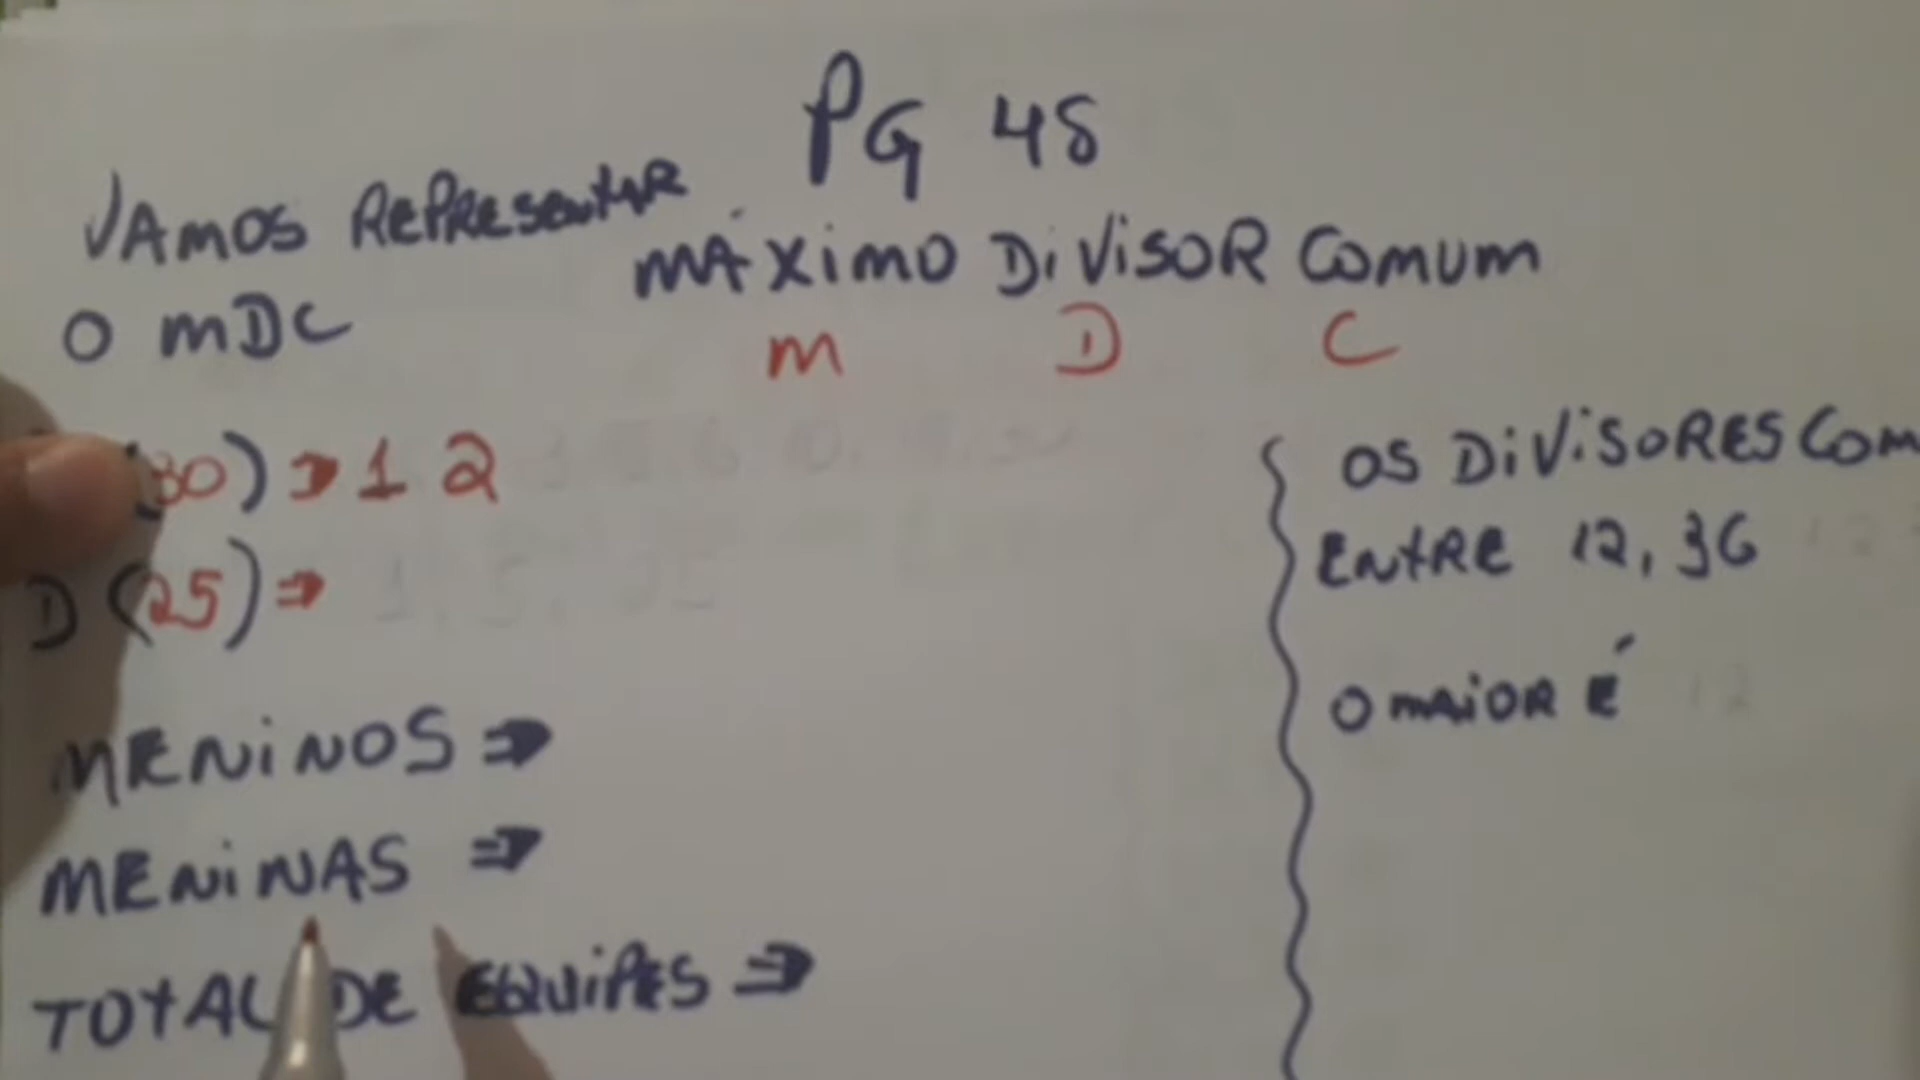 PG 48
VAMOS REPRESENTAR
MÁXIMO DIVISOR COMUM
O MDC
M D C
(30) ⇒ 1 2
D (25) ⇒
MENINOS ⇒
MENINAS ⇒
TOTAL DE EQUIPES ⇒
OS DIVISORES COM
ENTRE 12, 36
O MAIOR É